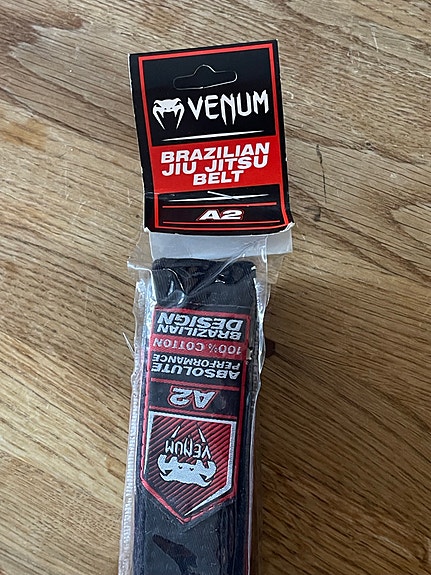 VENUM
BRAZILIAN
JIU JITSU
BELT
A2
VENUM
A2
ABSOLUTE
PERFORMANCE
100% COTTON
BRAZILIAN
DESIGN